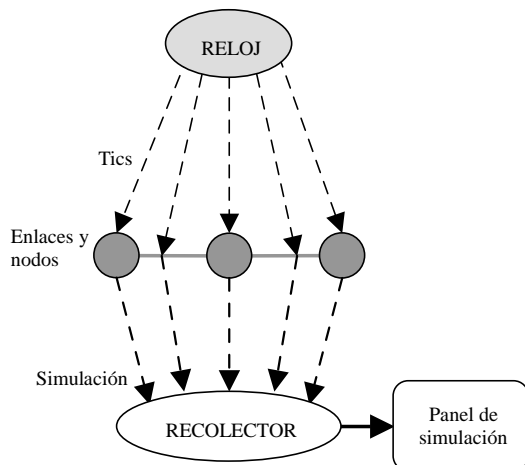 RELOJ
Tics
Enlaces y
nodos
Simulación
RECOLECTOR
Panel de
simulación